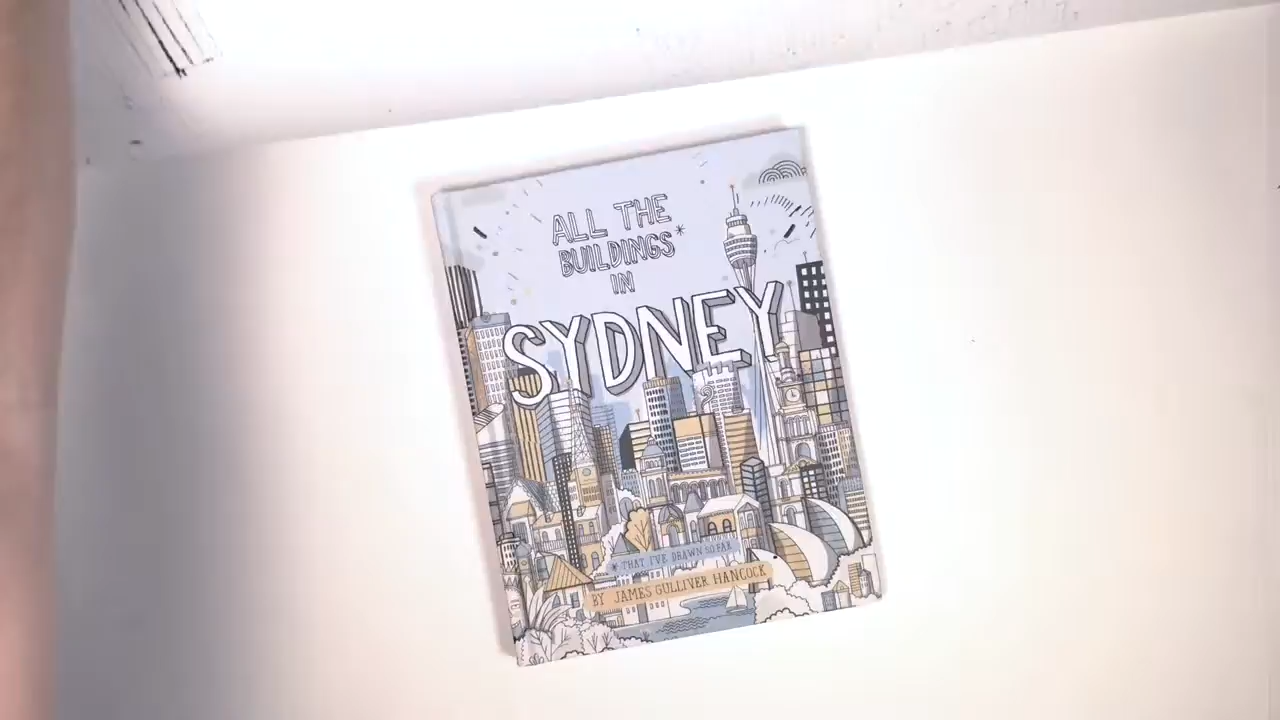 ALL THE
BUILDINGS*
IN
SYDNEY
* THAT I'VE DRAWN SO FAR
BY JAMES GULLIVER HANCOCK